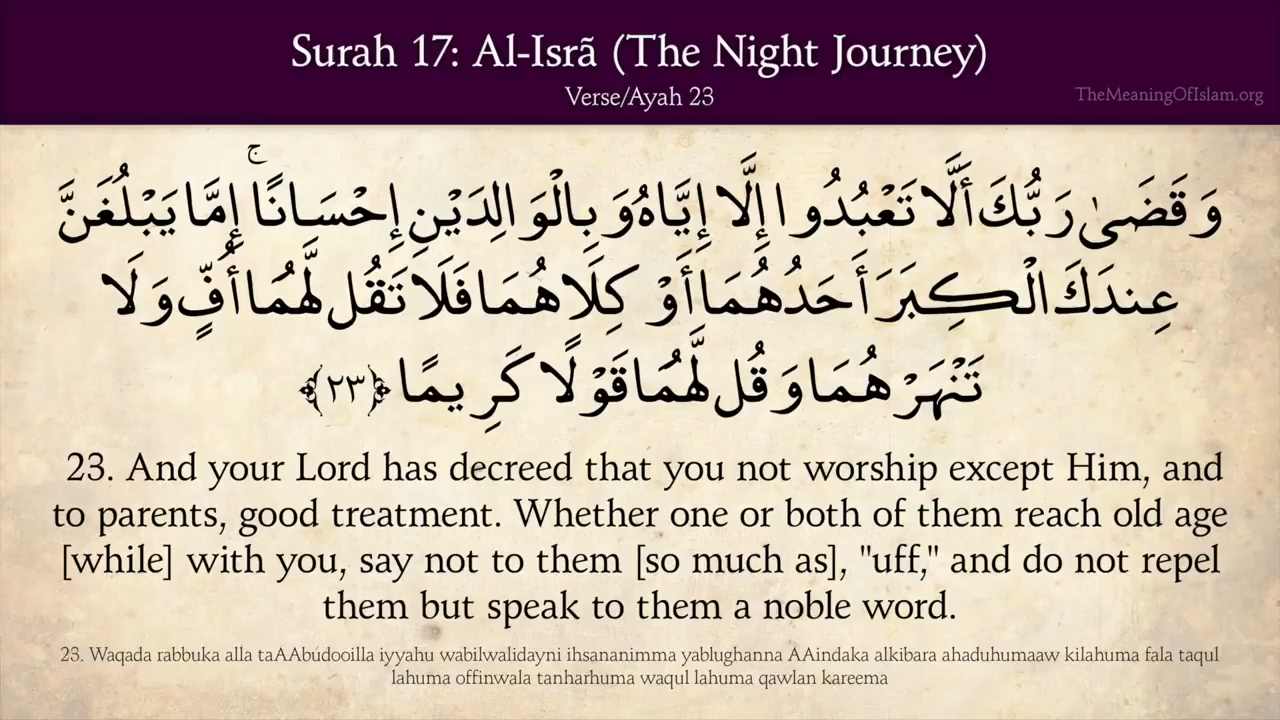 Surah 17: Al-Isrã (The Night Journey)
Verse/Ayah 23
TheMeaningOfIslam.org
وَقَضَىٰ رَبُّكَ أَلَّا تَعْبُدُوا إِلَّا إِيَّاهُ وَبِالْوَالِدَيْنِ إِحْسَانًا ۚ إِمَّا يَبْلُغَنَّ
عِندَكَ الْكِبَرَ أَحَدُهُمَا أَوْ كِلَاهُمَا فَلَا تَقُل لَّهُمَا أُفٍّ وَلَا
تَنْهَرْهُمَا وَقُل لَّهُمَا قَوْلًا كَرِيمًا ﴿٢٣﴾
23. And your Lord has decreed that you not worship except Him, and
to parents, good treatment. Whether one or both of them reach old age
[while] with you, say not to them [so much as], "uff," and do not repel
them but speak to them a noble word.
23. Waqada rabbuka alla taAAbudooilla iyyahu wabilwalidayni ihsananimma yablughanna AAindaka alkibara ahaduhumaaw kilahuma fala taqul
lahuma offinwala tanharhuma waqul lahuma qawlan kareema